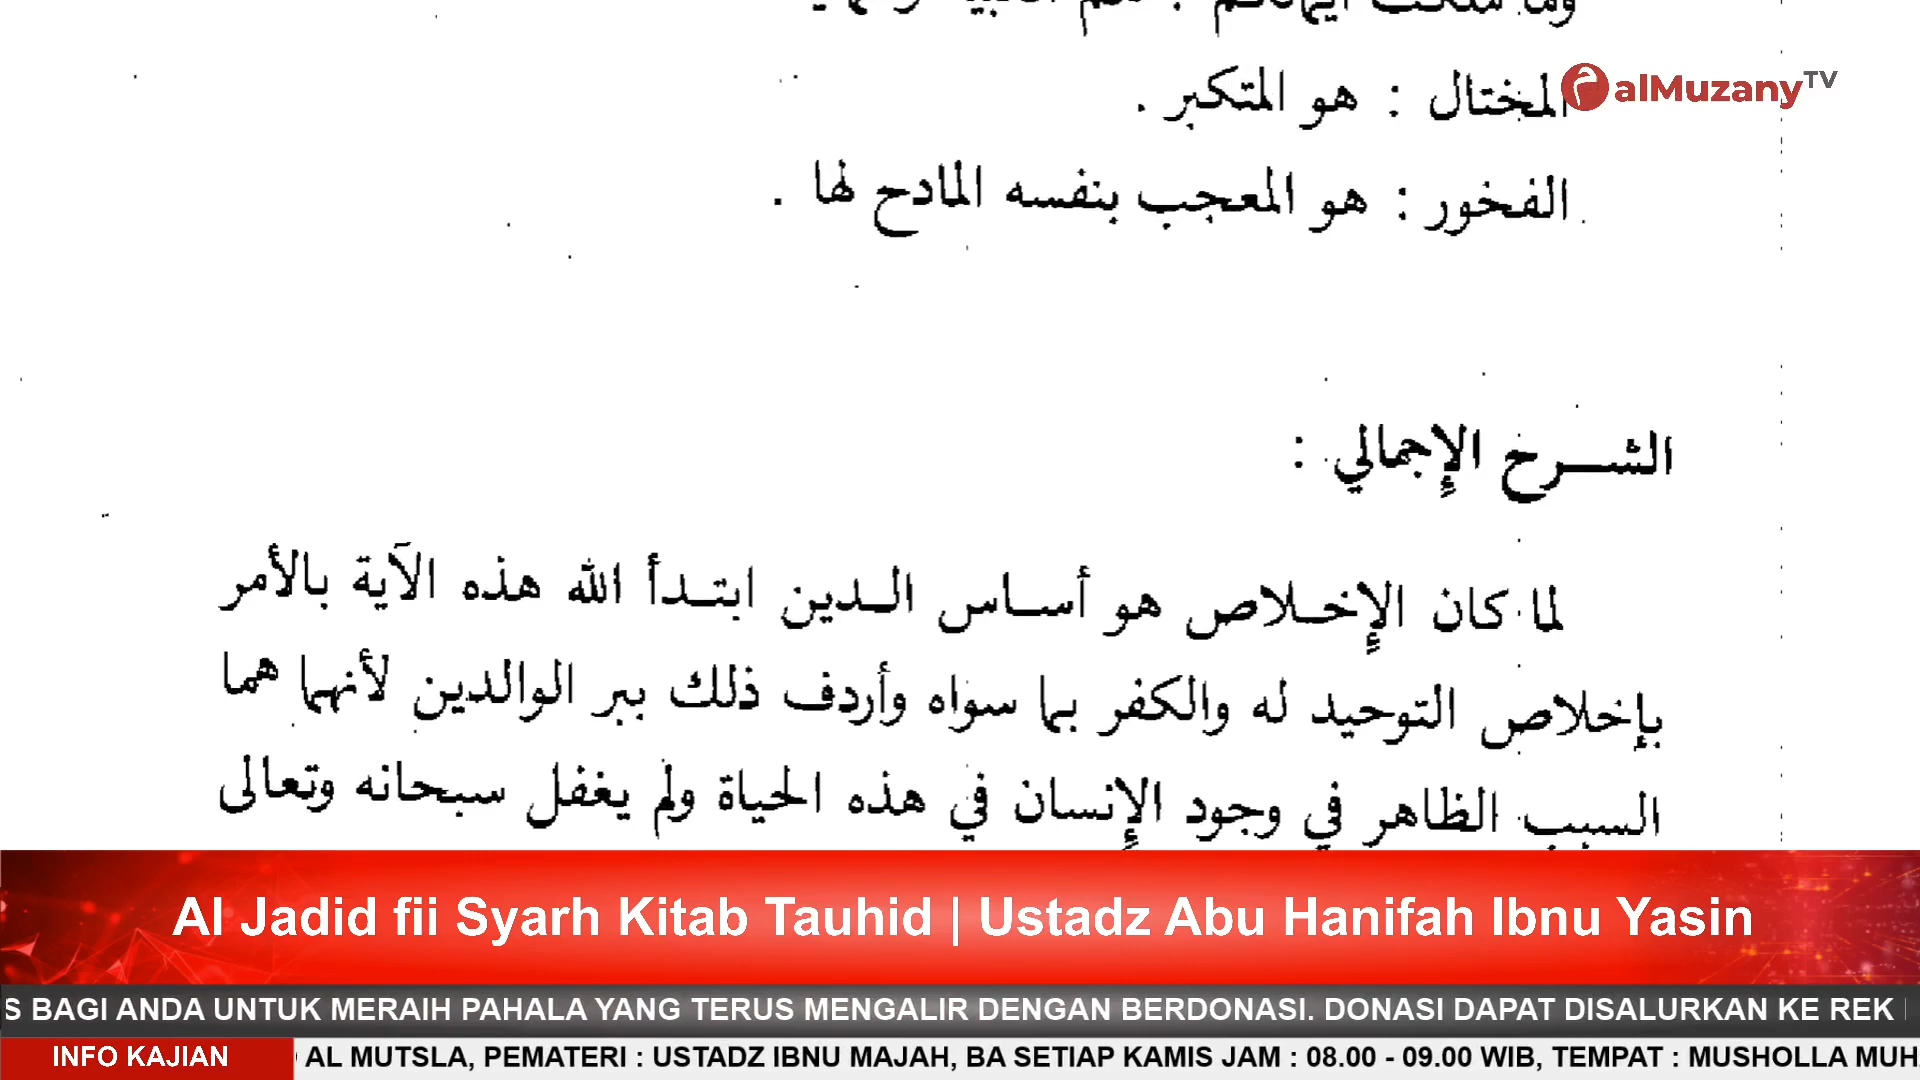 وما ملكت أيمانكم :
alMuzanyTV
المختال : هو المتكبر .
الفخور : هو المعجب بنفسه المادح لها .
الشـــرح الإجمالي :
لما كان الإخـلاص هو أسـاس الـدين ابتـدأ الله هذه الآية بالأمر
بإخلاص التوحيد له والكفر بما سواه وأردف ذلك ببر الوالدين لأنهما هما
السبب الظاهر في وجود الإنسان في هذه الحياة ولم يغفل سبحانه وتعالى
Al Jadid fii Syarh Kitab Tauhid | Ustadz Abu Hanifah Ibnu Yasin
S BAGI ANDA UNTUK MERAIH PAHALA YANG TERUS MENGALIR DENGAN BERDONASI. DONASI DAPAT DISALURKAN KE REK
INFO KAJIAN
AL MUTSLA, PEMATERI : USTADZ IBNU MAJAH, BA SETIAP KAMIS JAM : 08.00 - 09.00 WIB, TEMPAT : MUSHOLLA MUH